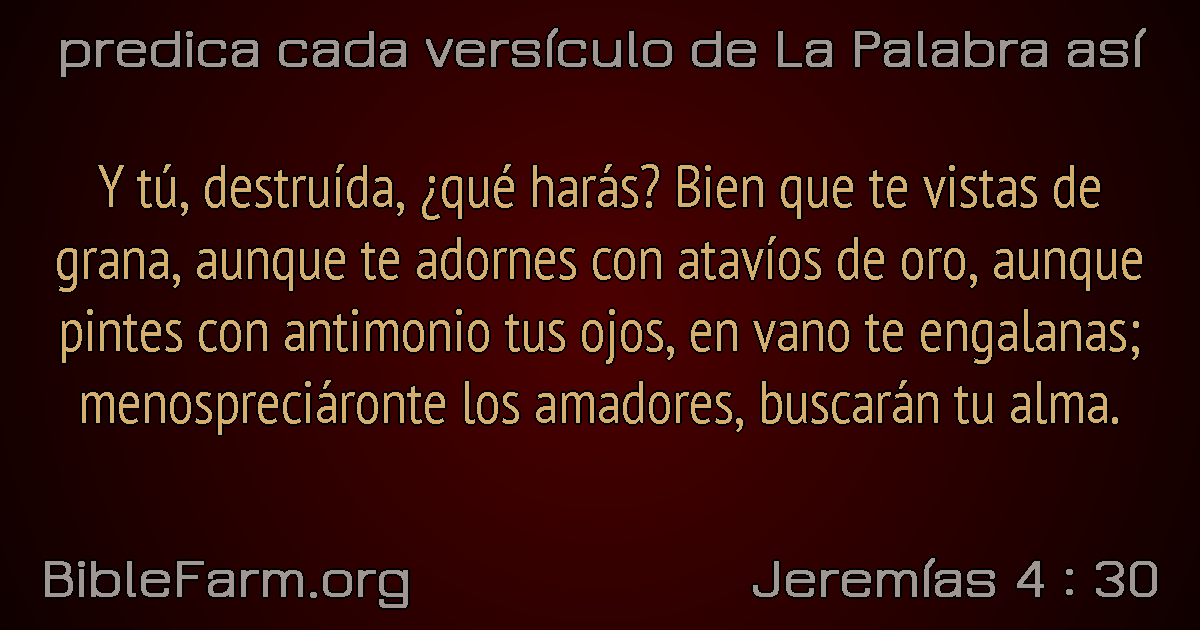 predica cada versículo de La Palabra así
Y tú, destruída, ¿qué harás? Bien que te vistas de
grana, aunque te adornes con atavíos de oro, aunque
pintes con antimonio tus ojos, en vano te engalanas;
menospreciáronte los amadores, buscarán tu alma.
BibleFarm.org
Jeremías 4 : 30